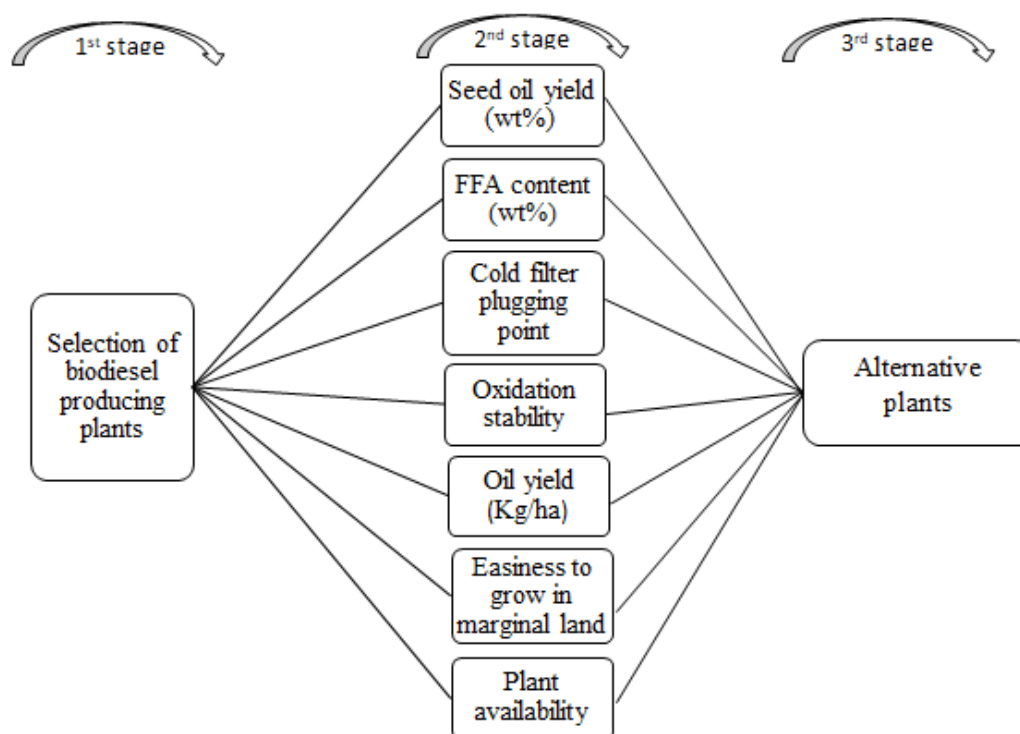 1st stage
2nd stage
3rd stage
Seed oil yield
(wt%)
FFA content
(wt%)
Cold filter
plugging
point
Selection of
biodiesel
producing
plants
Oxidation
stability
Alternative
plants
Oil yield
(Kg/ha)
Easiness to
grow in
marginal land
Plant
availability